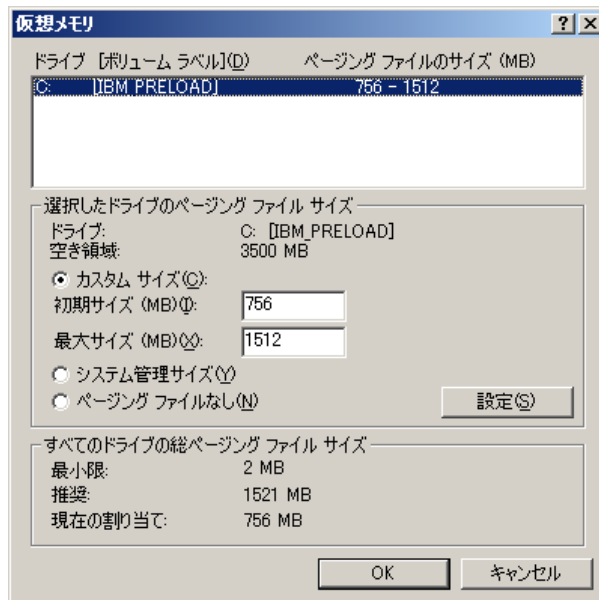 仮想メモリ
ドライブ [ボリューム ラベル](D) ページング ファイルのサイズ (MB)
C: [IBM_PRELOAD] 756 - 1512
選択したドライブのページング ファイル サイズ
ドライブ: C: [IBM_PRELOAD]
空き領域: 3500 MB
カスタム サイズ(C):
初期サイズ (MB)(I): 756
最大サイズ (MB)(X): 1512
システム管理サイズ(Y)
ページング ファイルなし(N) 設定(S)
すべてのドライブの総ページング ファイル サイズ
最小限: 2 MB
推奨: 1521 MB
現在の割り当て: 756 MB
OK キャンセル